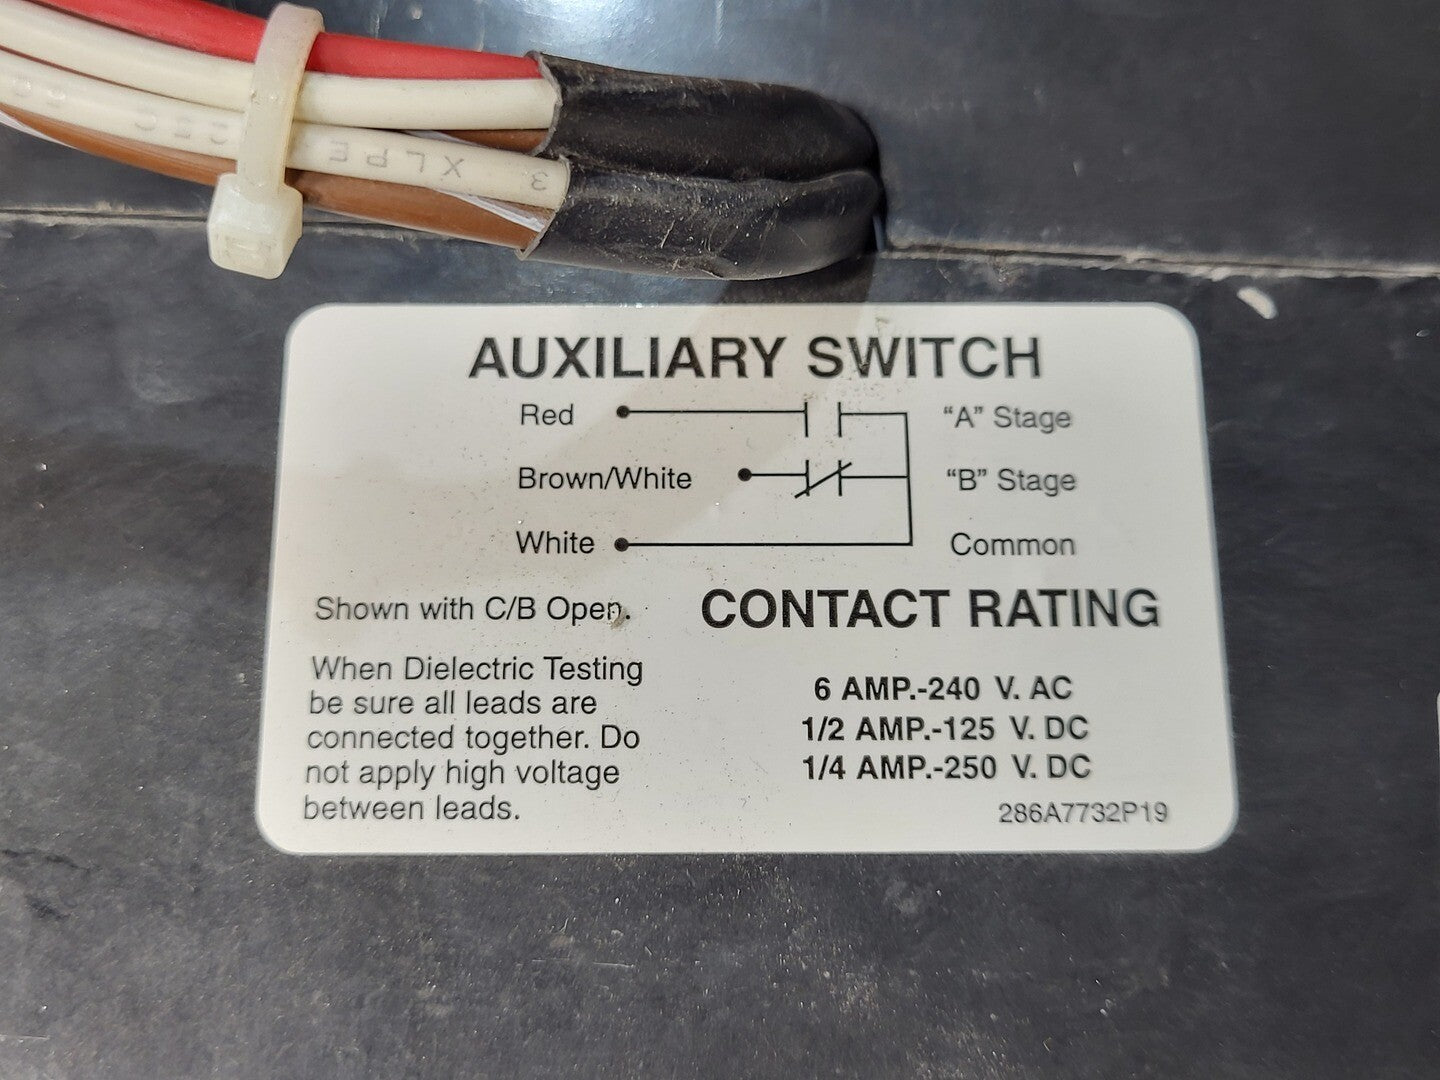 3 XLPE
25C
AUXILIARY SWITCH
Red "A" Stage
Brown/White "B" Stage
White Common
Shown with C/B Open.
CONTACT RATING
When Dielectric Testing
be sure all leads are
connected together. Do
not apply high voltage
between leads.
6 AMP.-240 V. AC
1/2 AMP.-125 V. DC
1/4 AMP.-250 V. DC
286A7732P19